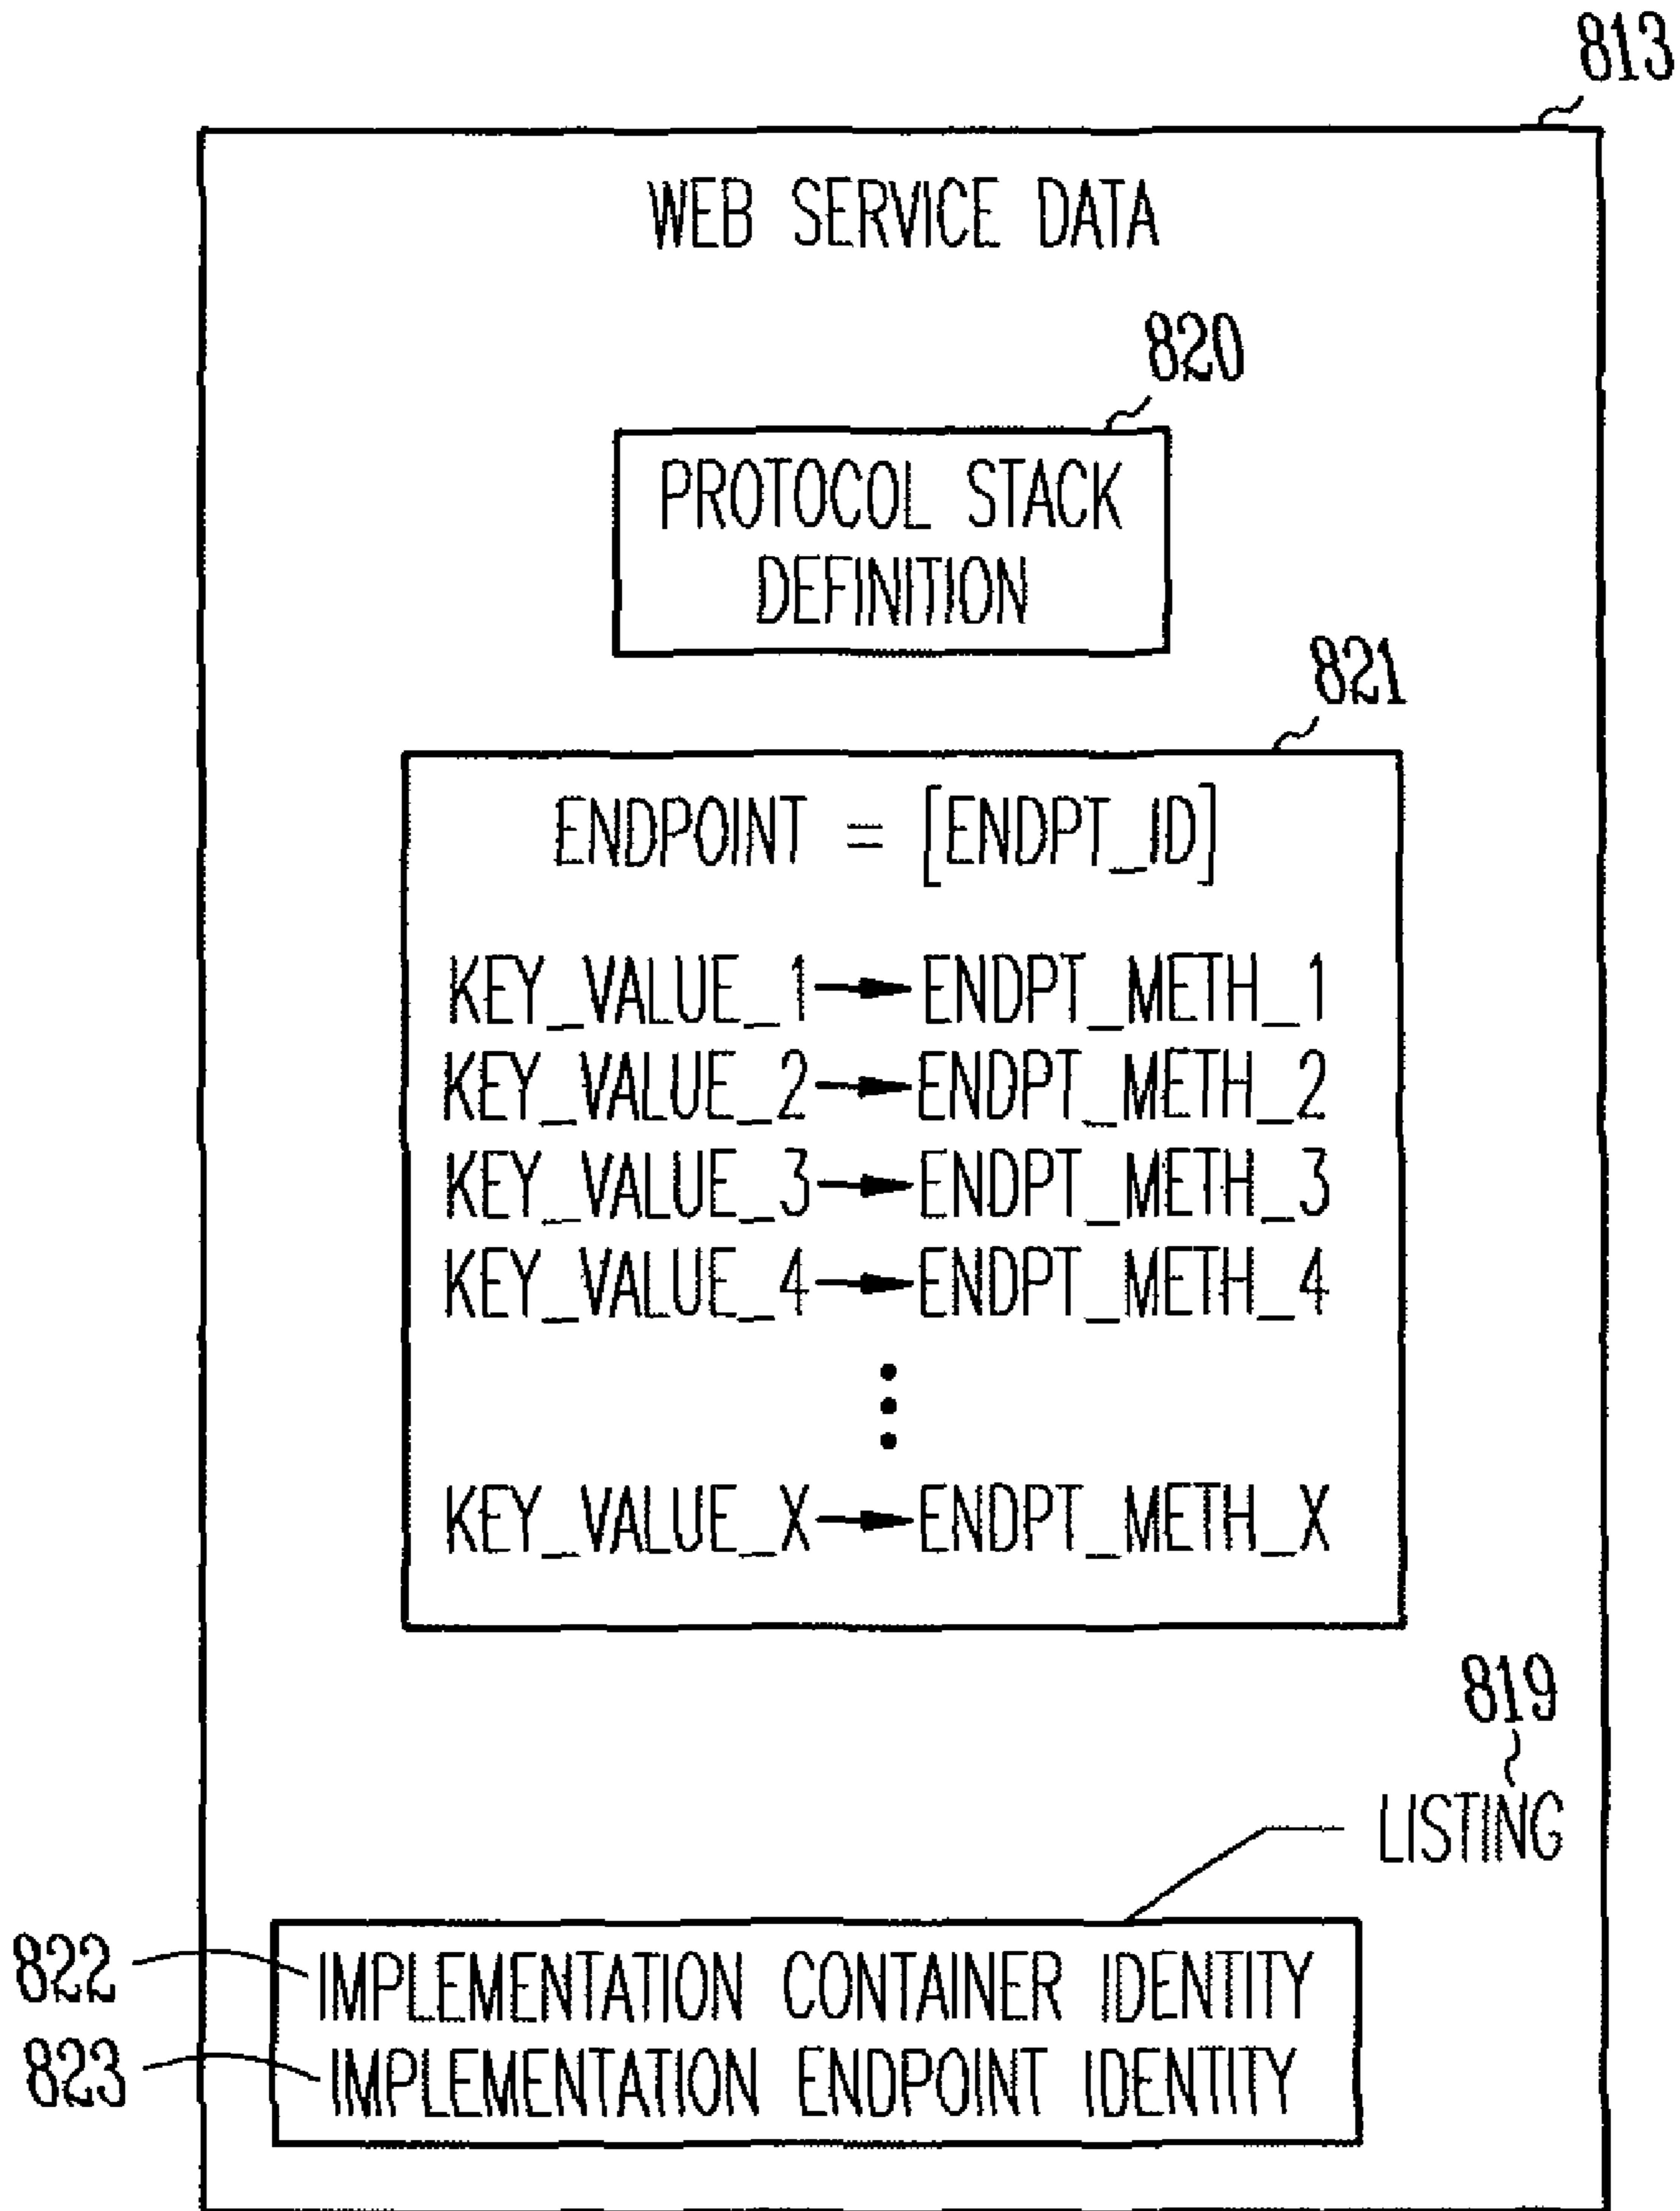 813
WEB SERVICE DATA
820
PROTOCOL STACK
DEFINITION
821
ENDPOINT = [ENDPT_ID]
KEY_VALUE_1 → ENDPT_METH_1
KEY_VALUE_2 → ENDPT_METH_2
KEY_VALUE_3 → ENDPT_METH_3
KEY_VALUE_4 → ENDPT_METH_4
KEY_VALUE_X → ENDPT_METH_X
819
LISTING
822 IMPLEMENTATION CONTAINER IDENTITY
823 IMPLEMENTATION ENDPOINT IDENTITY